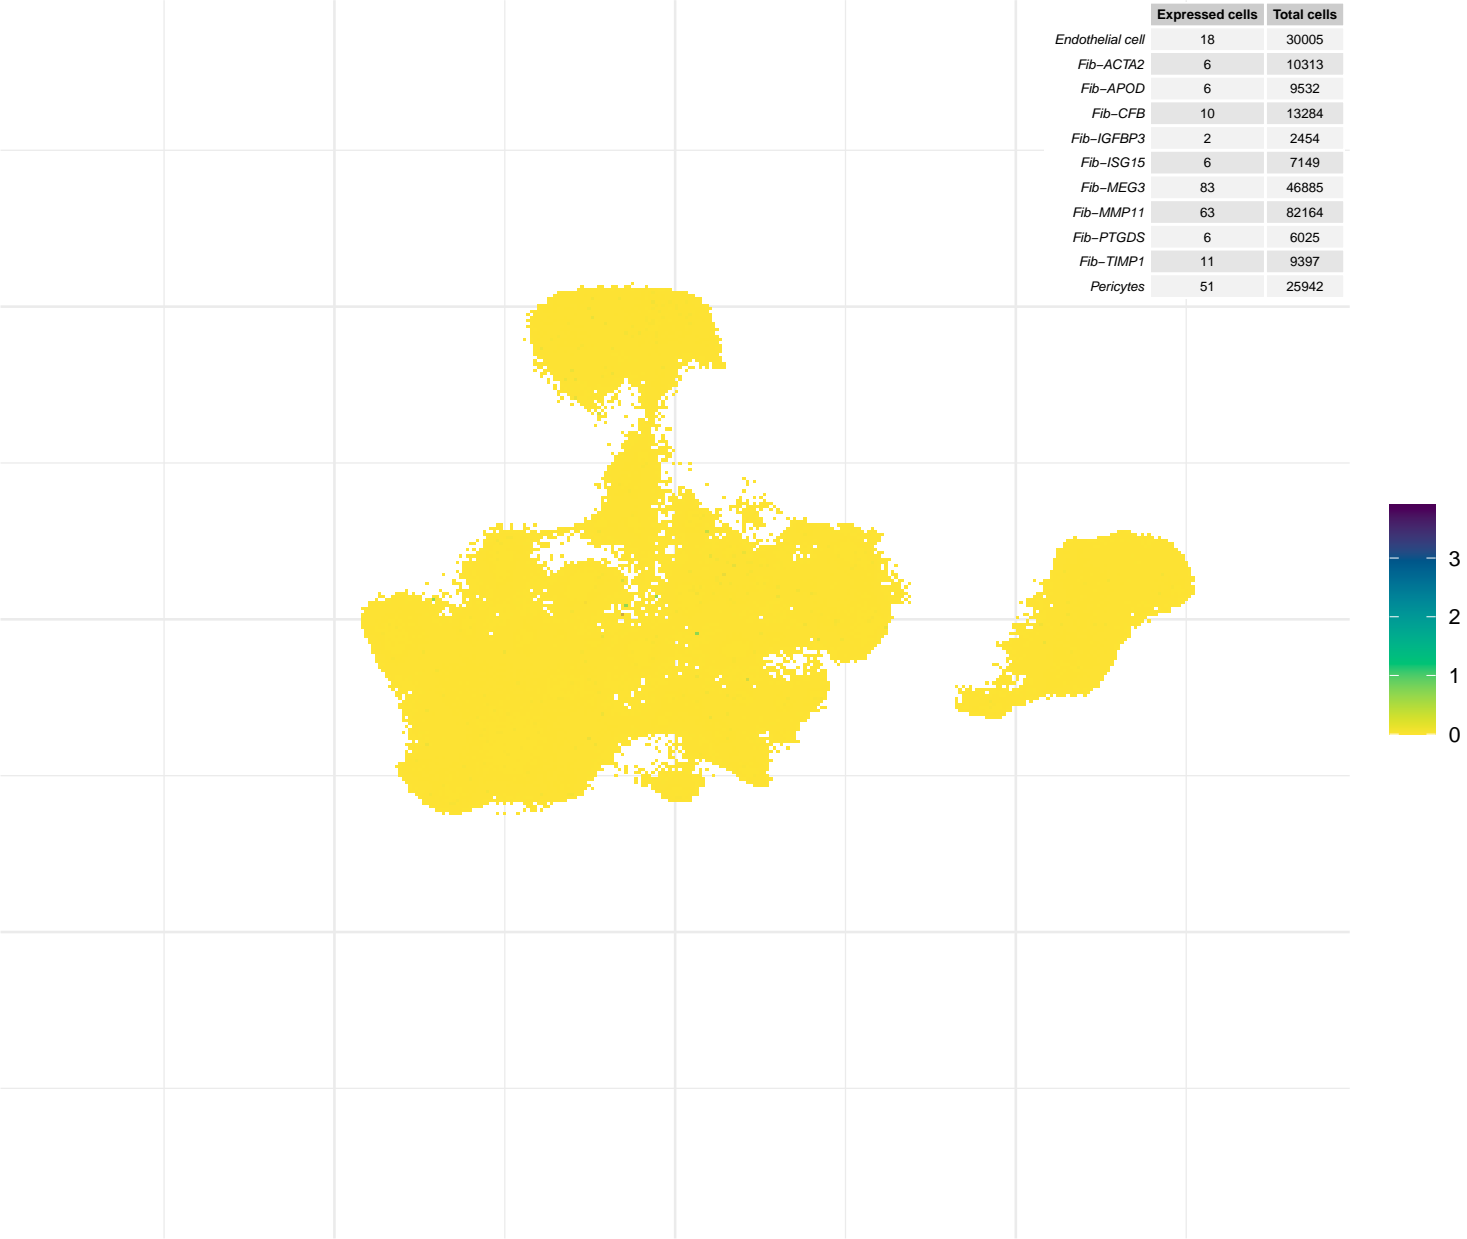 Expressed cells Total cells
Endothelial cell 18 30005
Fib−ACTA2 6 10313
Fib−APOD 6 9532
Fib−CFB 10 13284
Fib−IGFBP3 2 2454
Fib−ISG15 6 7149
Fib−MEG3 83 46885
Fib−MMP11 63 82164
Fib−PTGDS 6 6025
Fib−TIMP1 11 9397
Pericytes 51 25942
3
2
1
0